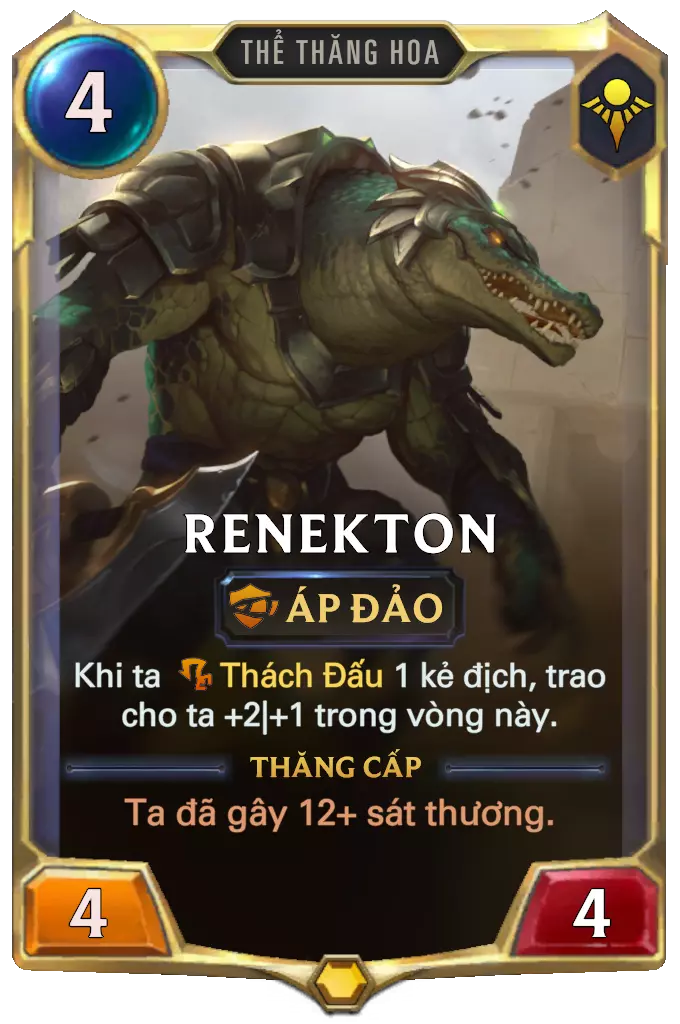 THỂ THĂNG HOA
4
RENEKTON
ÁP ĐẢO
Khi ta Thách Đấu 1 kẻ địch, trao
cho ta +2|+1 trong vòng này.
THĂNG CẤP
Ta đã gây 12+ sát thương.
4
4